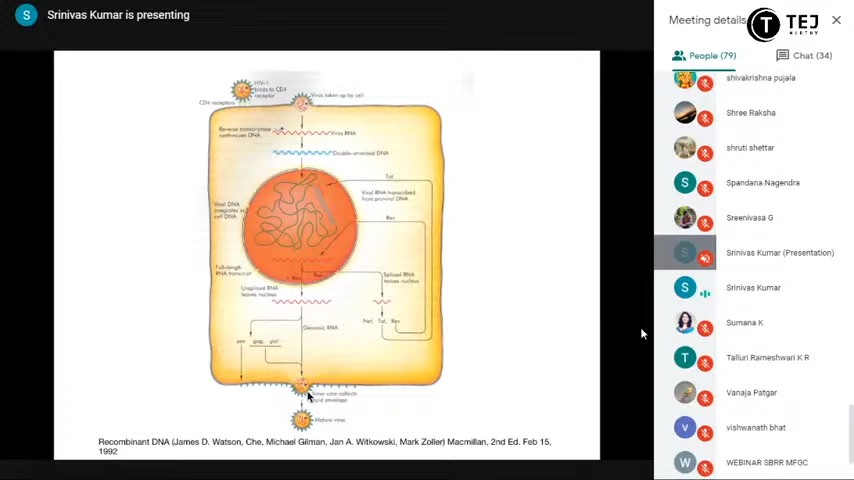 S Srinivas Kumar is presenting
Meeting details
TEJ
People (79)
Chat (34)
HIV-1
binds to CD4
receptor
Virus taken up by cell
CD4 receptors
Reverse transcriptase
synthesizes DNA
Virus RNA
Double-stranded DNA
Tat
Viral RNA transcribed
from proviral DNA
Viral DNA
integrates in
cell DNA
Rev
Full-length
RNA transcript
Rev
Spliced RNA
leaves nucleus
Unspliced RNA
leaves nucleus
Nef, Tat, Rev
Genomic RNA
env gag, pol
lipid envelope
Mature virus
Recombinant DNA (James D. Watson, Che, Michael Gilman, Jan A. Witkowski, Mark Zoller) Macmillan, 2nd Ed. Feb 15,
1992
shivakrishna pujala
Shree Raksha
shruti shettar
S Spandana Nagendra
Sreenivasa G
S Srinivas Kumar (Presentation)
S Srinivas Kumar
Sumana K
T Talluri Rameshwari K R
Vanaja Patgar
v vishwanath bhat
W WEBINAR SBRR MFGC